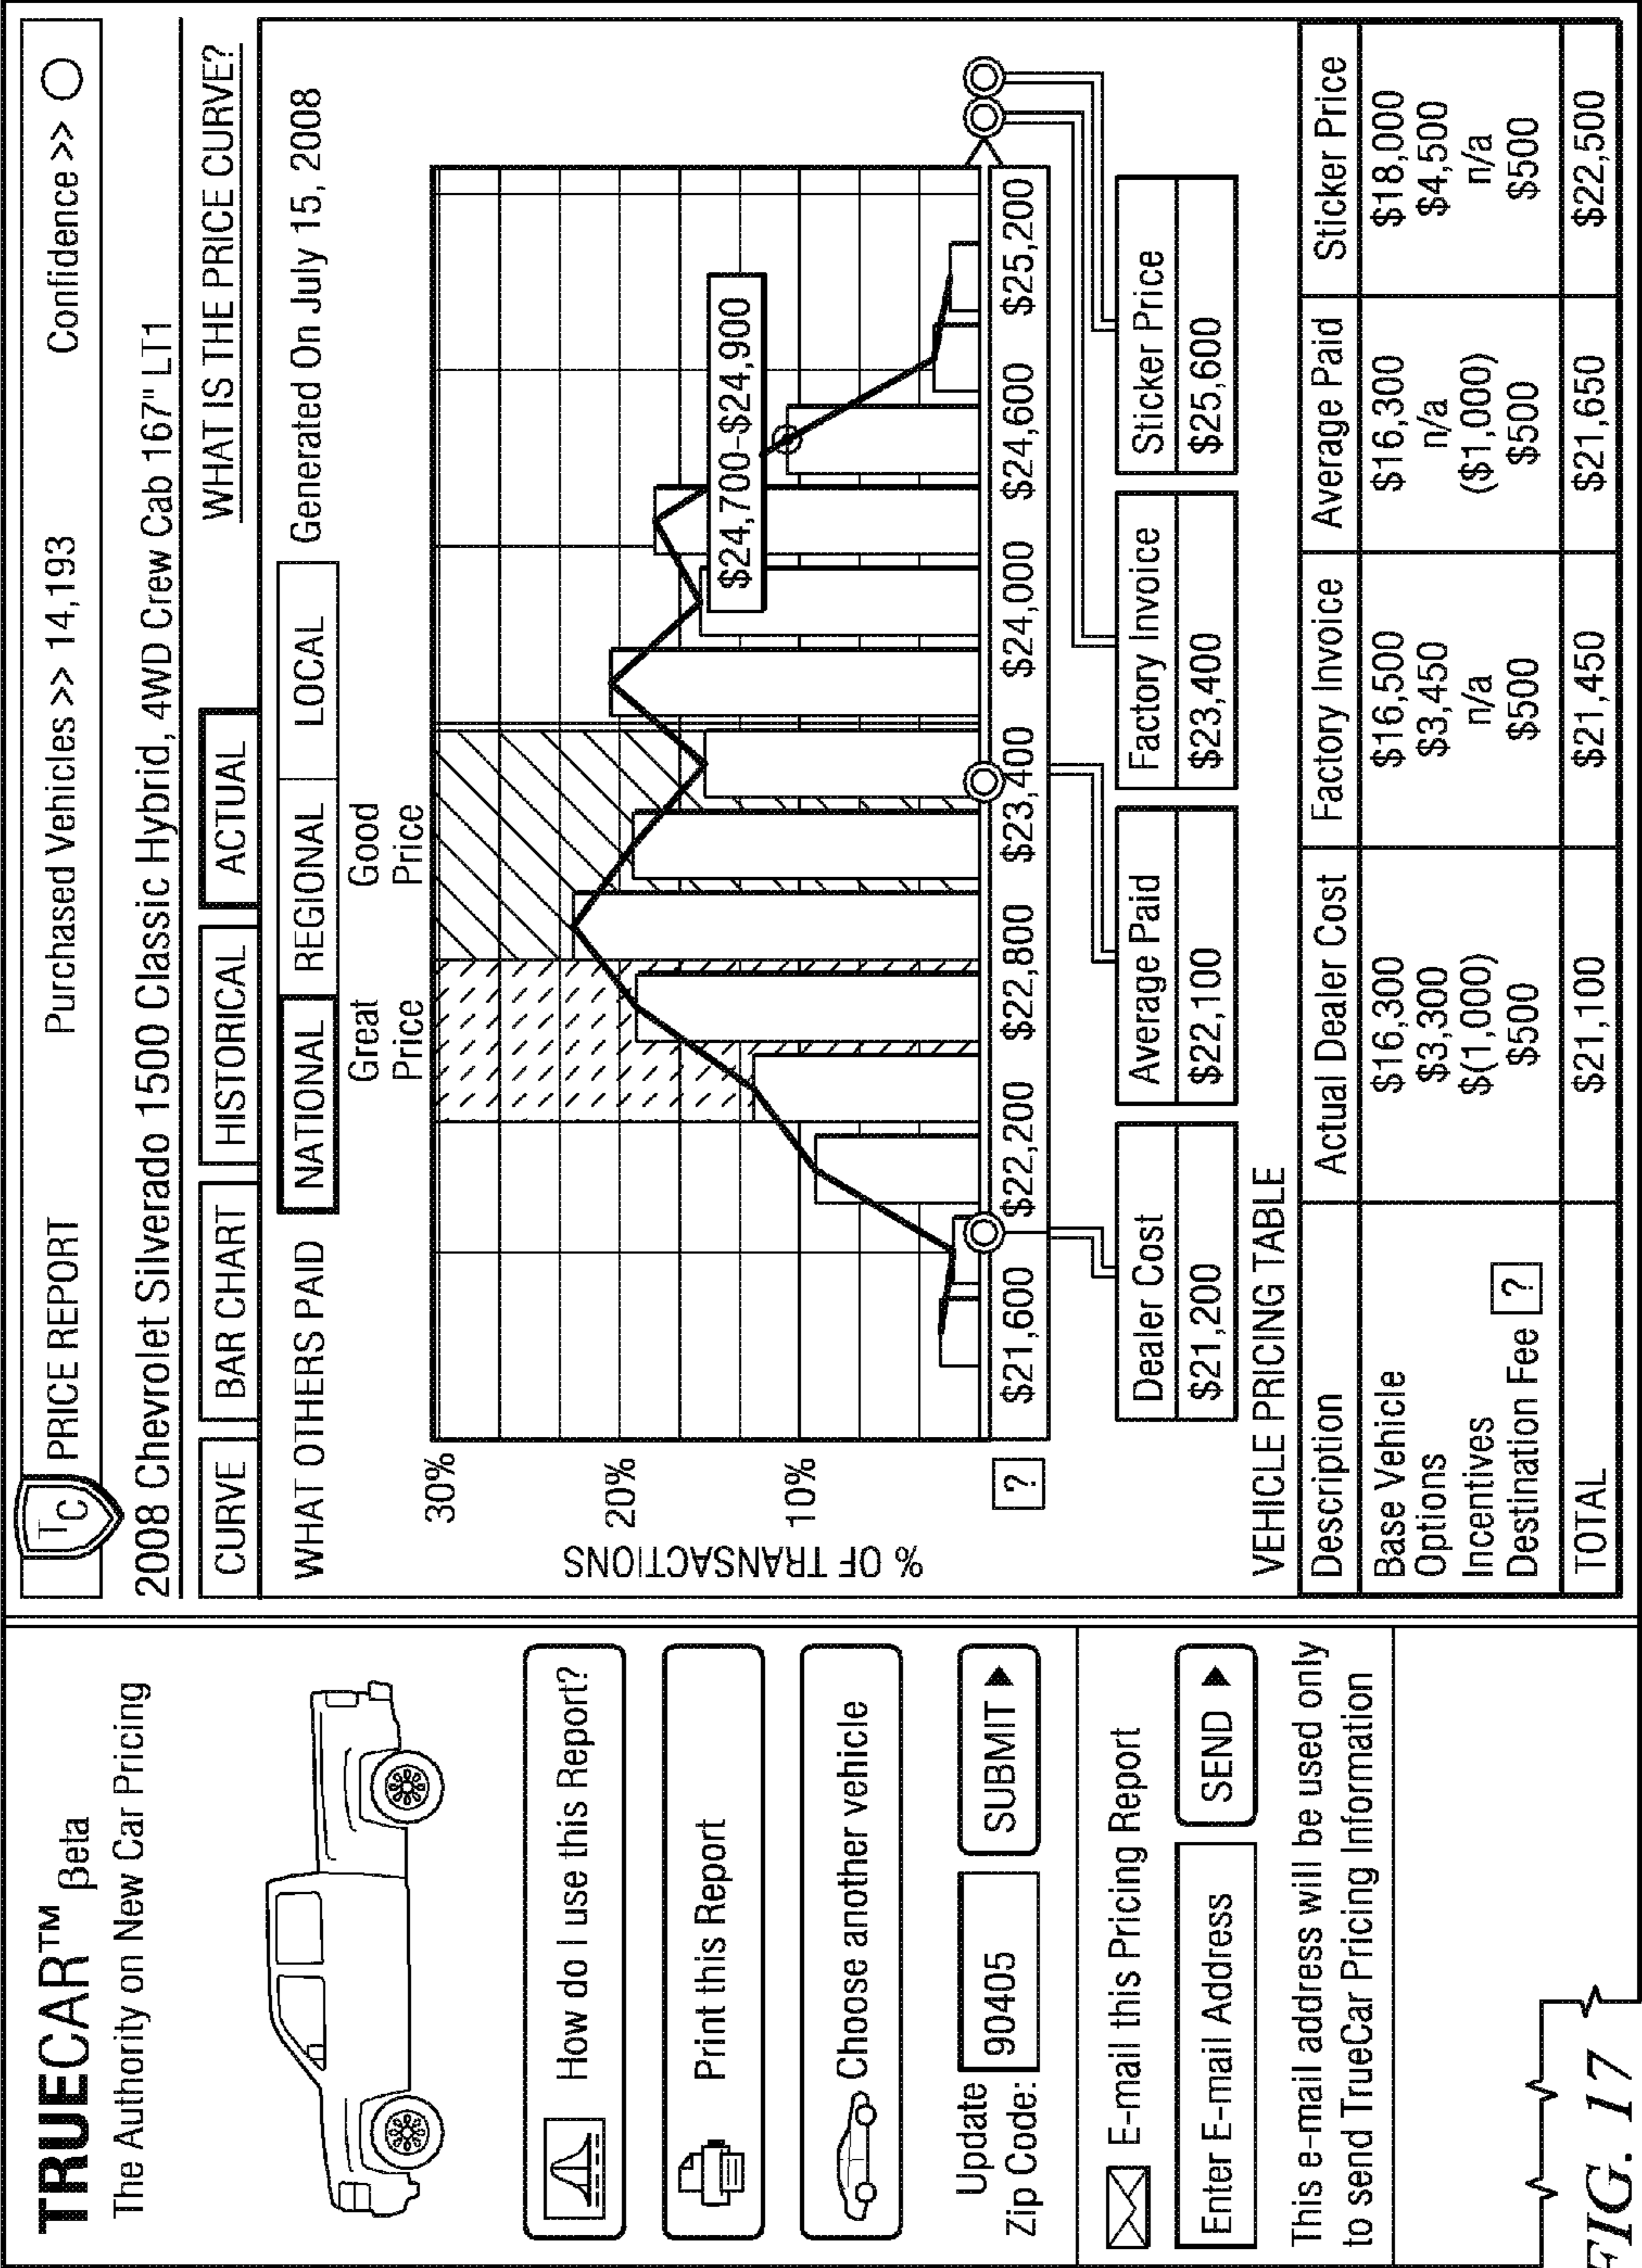 TRUECAR™ βeta
The Authority on New Car Pricing
How do I use this Report?
Print this Report
Choose another vehicle
Update
Zip Code:
90405
SUBMIT ►
E-mail this Pricing Report
Enter E-mail Address
SEND ►
This e-mail address will be used only
to send TrueCar Pricing Information
TC PRICE REPORT Purchased Vehicles >> 14,193 Confidence >>
2008 Chevrolet Silverado 1500 Classic Hybrid, 4WD Crew Cab 167" LT1
CURVE BAR CHART HISTORICAL ACTUAL WHAT IS THE PRICE CURVE?
WHAT OTHERS PAID NATIONAL REGIONAL LOCAL Generated On July 15, 2008
Great
Price
Good
Price
30%
20%
10%
% OF TRANSACTIONS
$24,700-$24,900
? $21,600 $22,200 $22,800 $23,400 $24,000 $24,600 $25,200
Dealer Cost Average Paid Factory Invoice Sticker Price
$21,200 $22,100 $23,400 $25,600
VEHICLE PRICING TABLE
Description Actual Dealer Cost Factory Invoice Average Paid Sticker Price
Base Vehicle $16,300 $16,500 $16,300 $18,000
Options $3,300 $3,450 n/a $4,500
Incentives $(1,000) n/a ($1,000) n/a
Destination Fee ? $500 $500 $500 $500
TOTAL $21,100 $21,450 $21,650 $22,500
FIG. 17